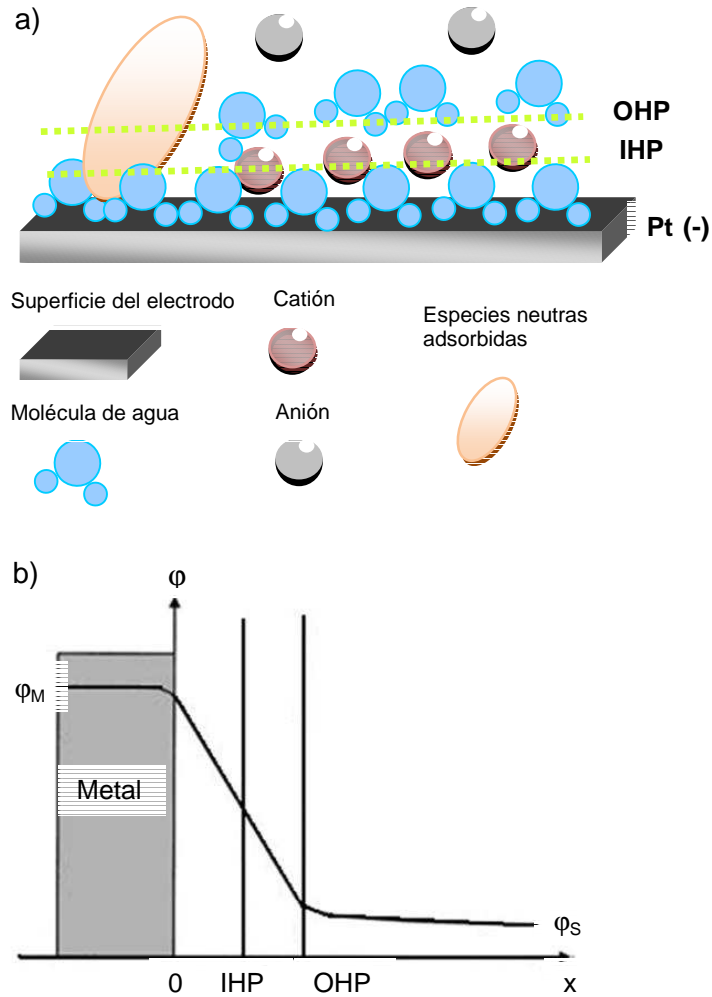 a)
OHP
IHP
Pt (-)
Superficie del electrodo
Catión
Especies neutras
adsorbidas
Molécula de agua
Anión
b)
φ
φM
Metal
φS
0 IHP OHP x